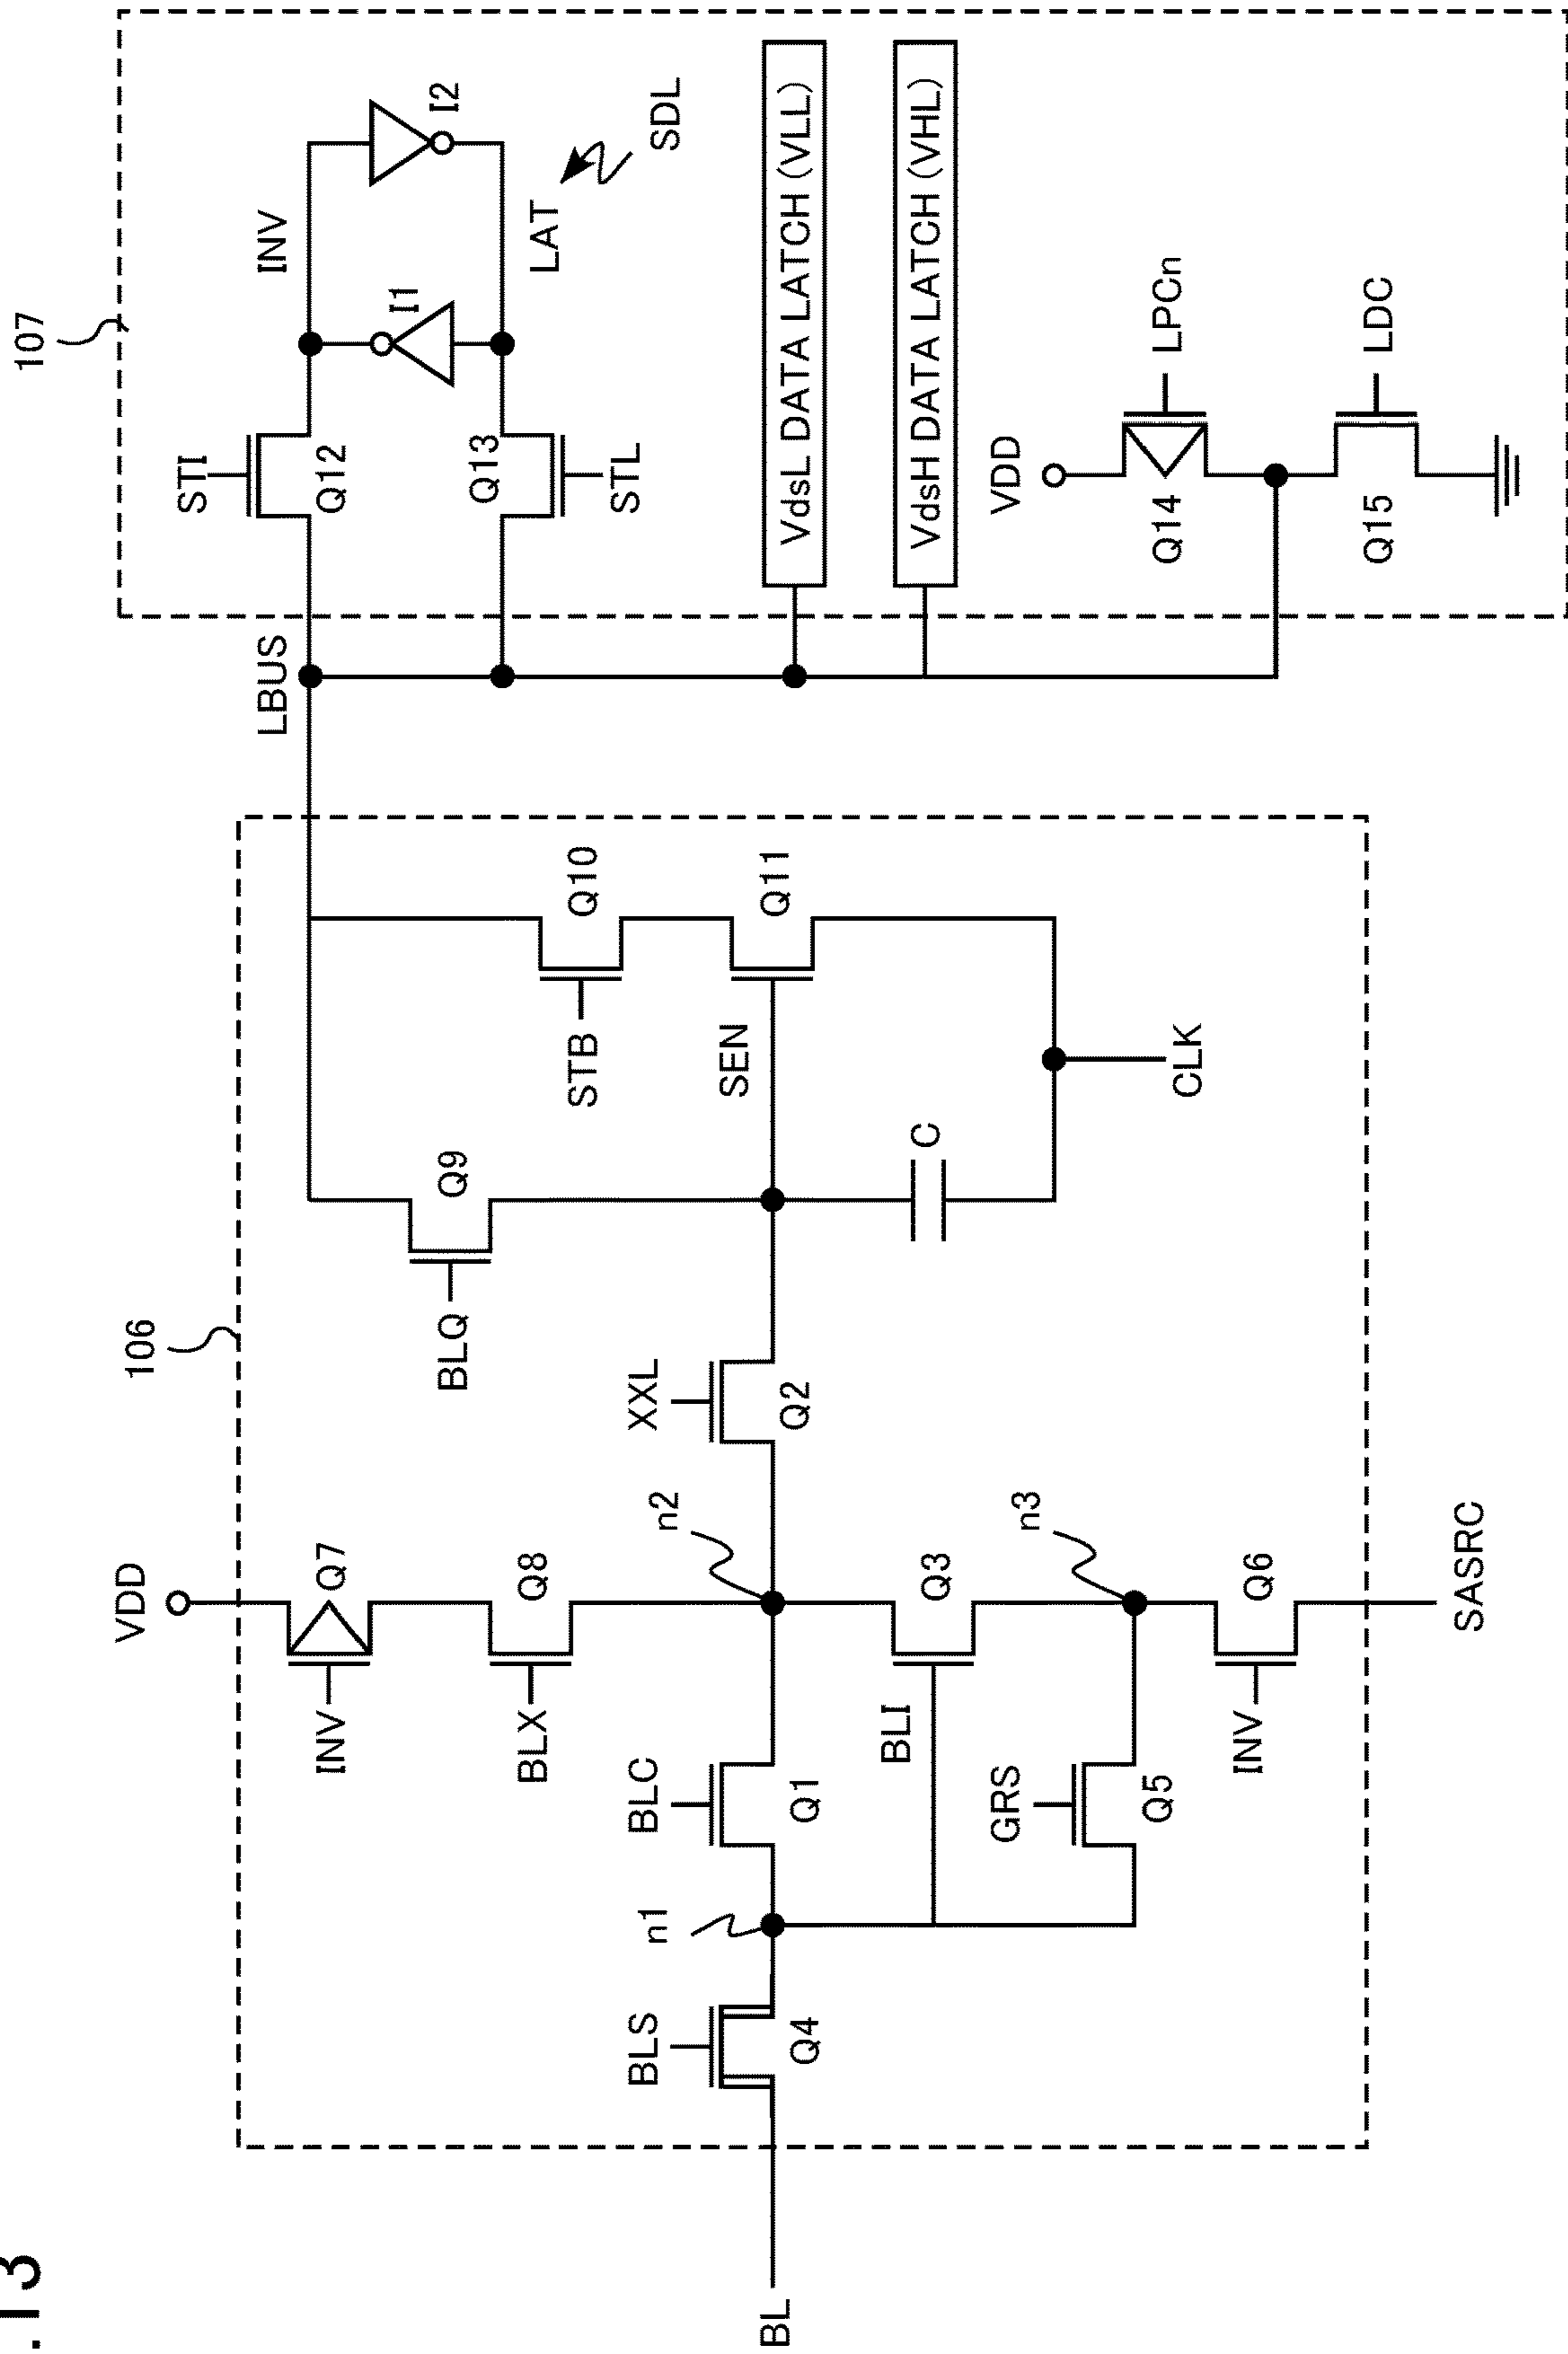 .13
107
106
VDD
INV
Q7
BLX
Q8
BLQ
Q9
LBUS
STI
Q12
INV
I1
I2
LAT
SDL
Q13
STL
STB
Q10
SEN
Q11
C
CLK
XXL
Q2
n2
BLC
Q1
n1
BLS
Q4
BL
BLI
Q3
n3
GRS
Q5
INV
Q6
SASRC
VdsL DATA LATCH (VLL)
VdsH DATA LATCH (VHL)
VDD
Q14
LPCn
Q15
LDC